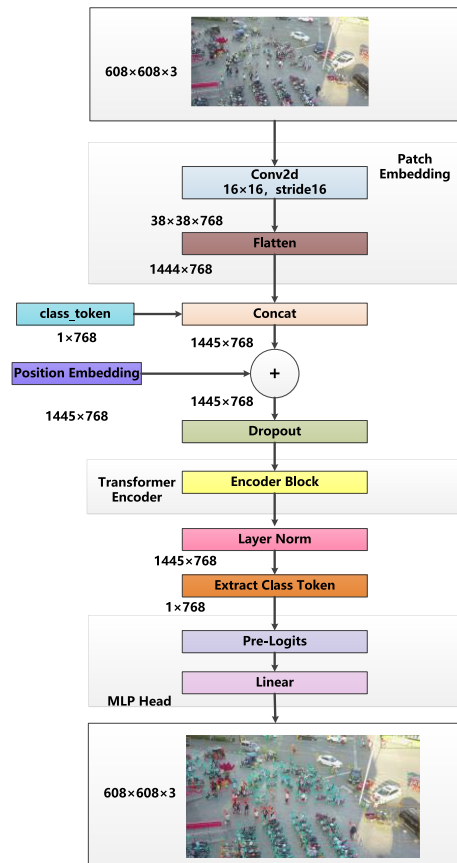 608×608×3
Patch
Embedding
Conv2d
16×16, stride16
38×38×768
Flatten
1444×768
class_token
Concat
1×768
1445×768
Position Embedding
+
1445×768
1445×768
Dropout
Transformer
Encoder
Encoder Block
Layer Norm
1445×768
Extract Class Token
1×768
Pre-Logits
Linear
MLP Head
608×608×3